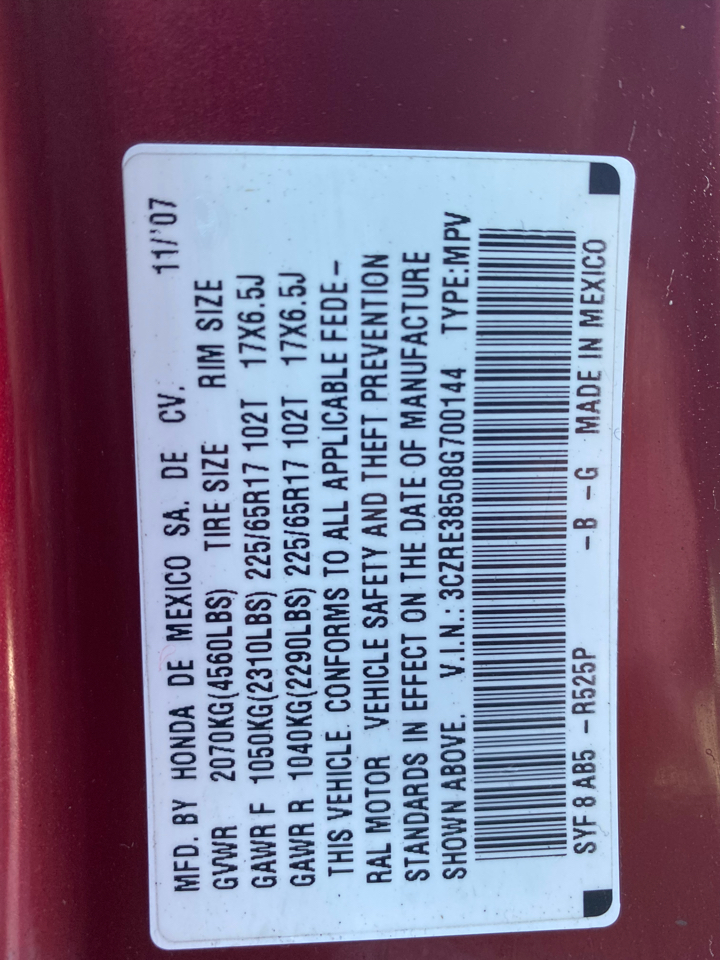 MFD. BY HONDA DE MEXICO SA. DE CV. 11/'07
GVWR 2070KG(4560LBS) TIRE SIZE RIM SIZE
GAWR F 1050KG(2310LBS) 225/65R17 102T 17X6.5J
GAWR R 1040KG(2290LBS) 225/65R17 102T 17X6.5J
THIS VEHICLE CONFORMS TO ALL APPLICABLE FEDE-
RAL MOTOR VEHICLE SAFETY AND THEFT PREVENTION
STANDARDS IN EFFECT ON THE DATE OF MANUFACTURE
SHOWN ABOVE. V.I.N.: 3CZRE38508G700144 TYPE:MPV
SYF 8 AB5 -R525P -B -G MADE IN MEXICO